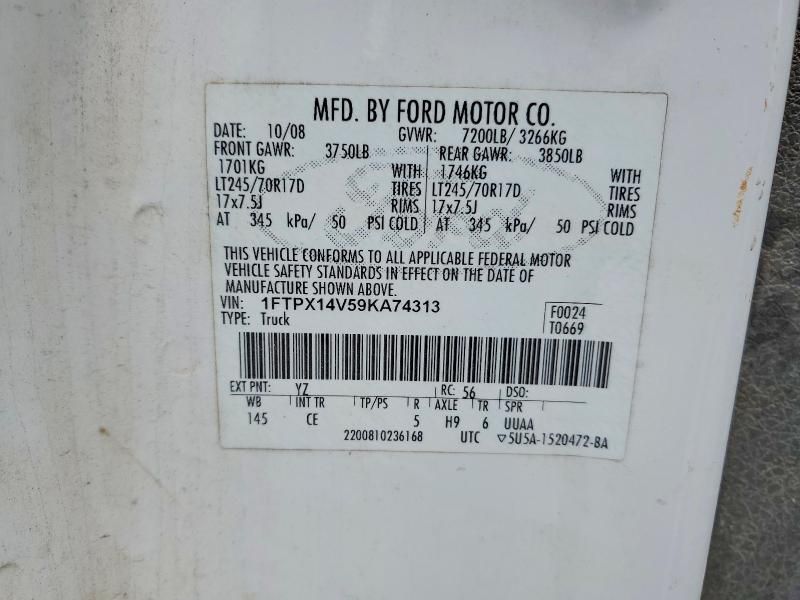 MFD. BY FORD MOTOR CO.
DATE: 10/08 GVWR: 7200LB/ 3266KG
FRONT GAWR: 3750LB REAR GAWR: 3850LB
1701KG WITH 1746KG WITH
LT245/70R17D TIRES LT245/70R17D TIRES
17x7.5J RIMS 17x7.5J RIMS
AT 345 kPa/ 50 PSI COLD AT 345 kPa/ 50 PSI COLD
THIS VEHICLE CONFORMS TO ALL APPLICABLE FEDERAL MOTOR
VEHICLE SAFETY STANDARDS IN EFFECT ON THE DATE OF
MANUFACTURE SHOWN ABOVE.
VIN: 1FTPX14V59KA74313 F0024
TYPE: Truck T0669
EXT PNT: YZ RC: 56 DSO:
WB INT TR TP/PS R AXLE TR SPR
145 CE 5 H9 6 UUAA
2200810236168 UTC ▽5U5A-1520472-BA